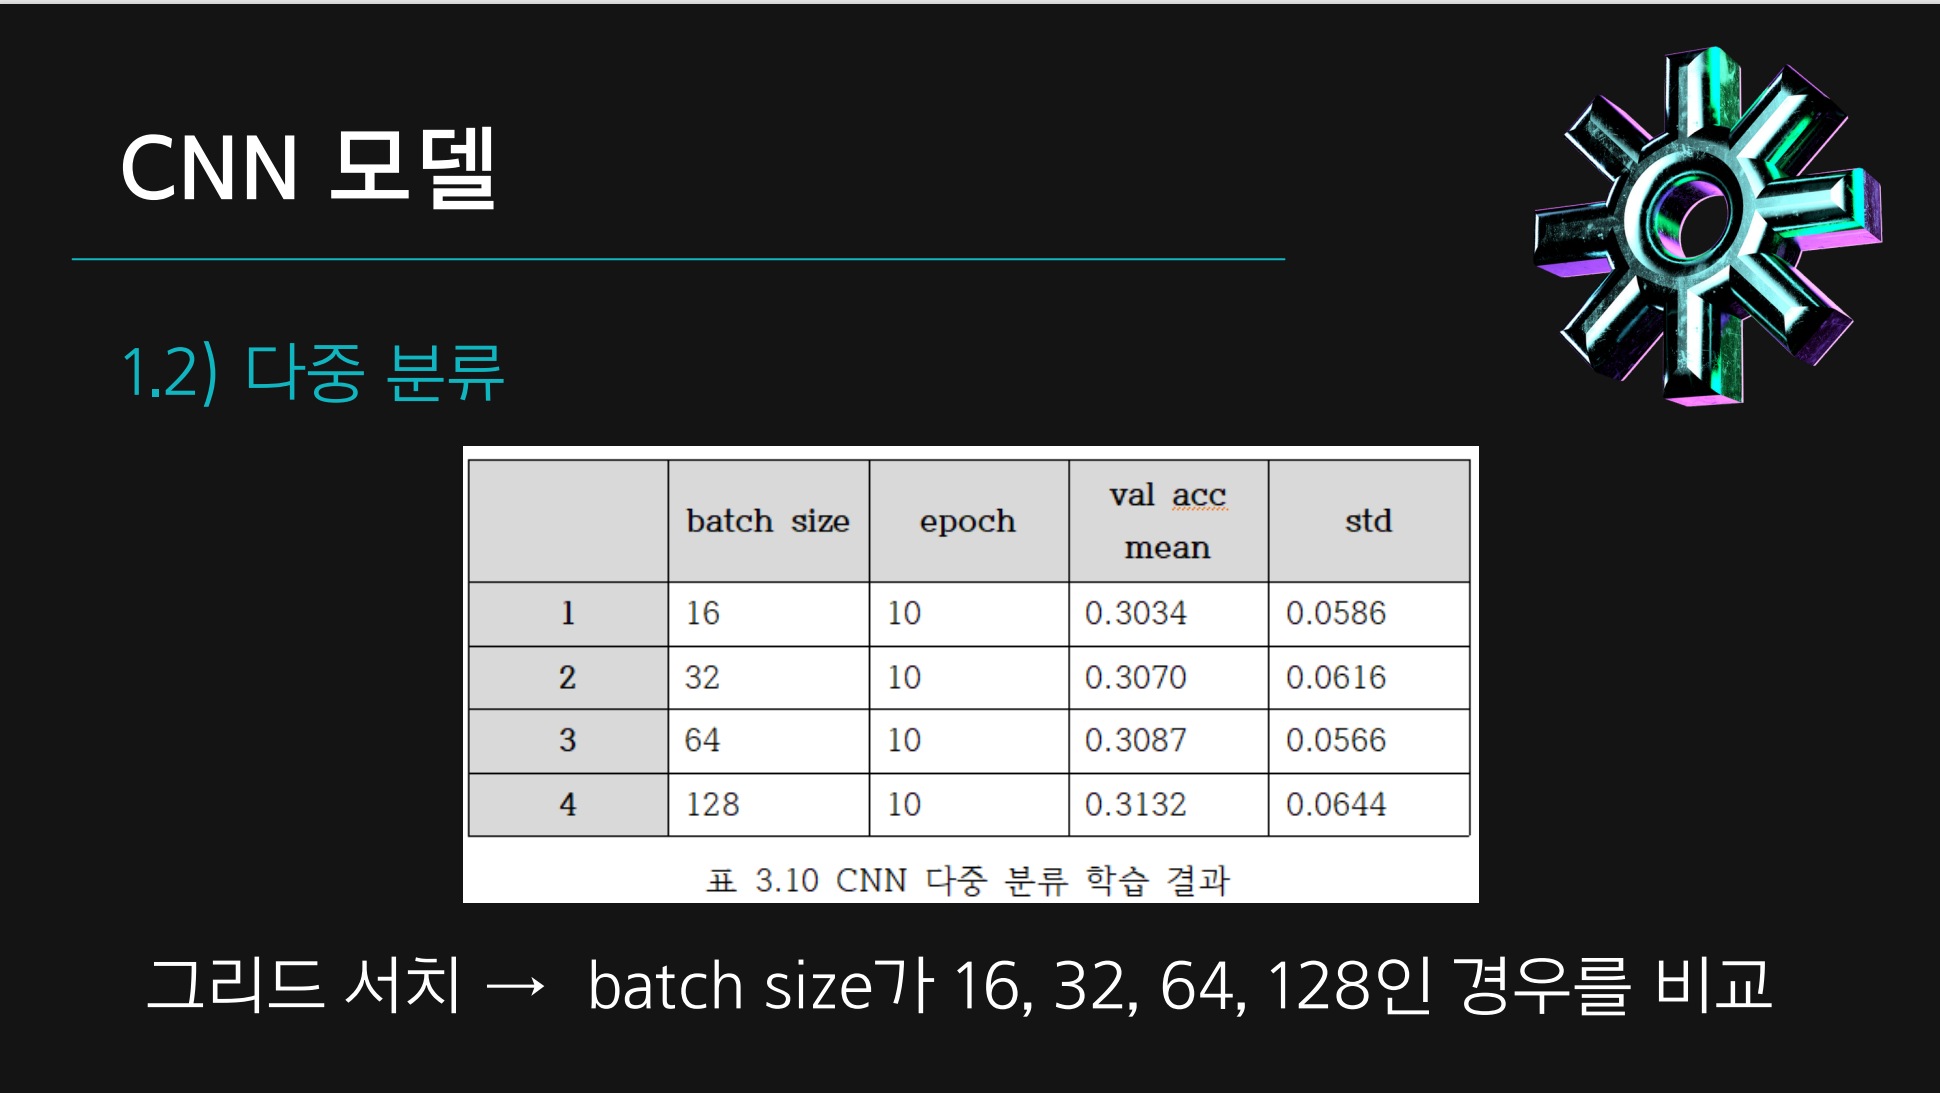 CNN 모델
1.2) 다중 분류
batch size epoch val acc mean std
1 16 10 0.3034 0.0586
2 32 10 0.3070 0.0616
3 64 10 0.3087 0.0566
4 128 10 0.3132 0.0644
표 3.10 CNN 다중 분류 학습 결과
그리드 서치 → batch size가 16, 32, 64, 128인 경우를 비교